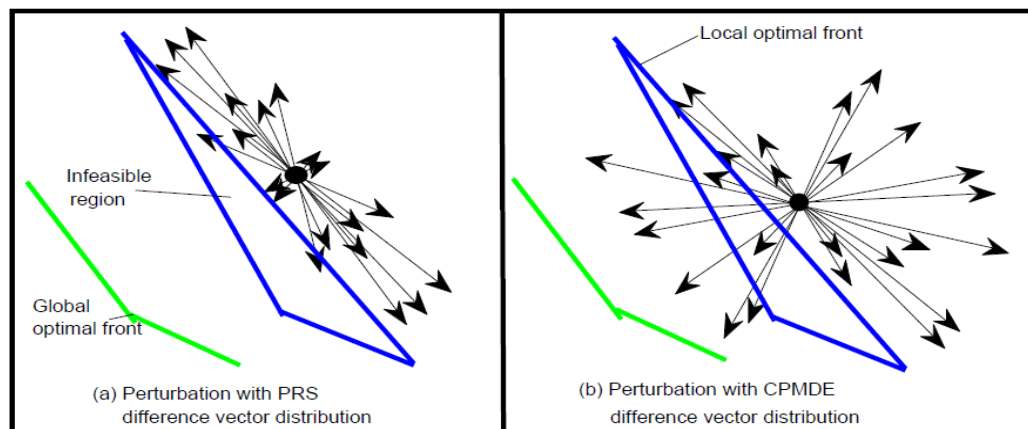 Infeasible
region
Global
optimal front
(a) Perturbation with PRS
difference vector distribution
Local optimal front
(b) Perturbation with CPMDE
difference vector distribution